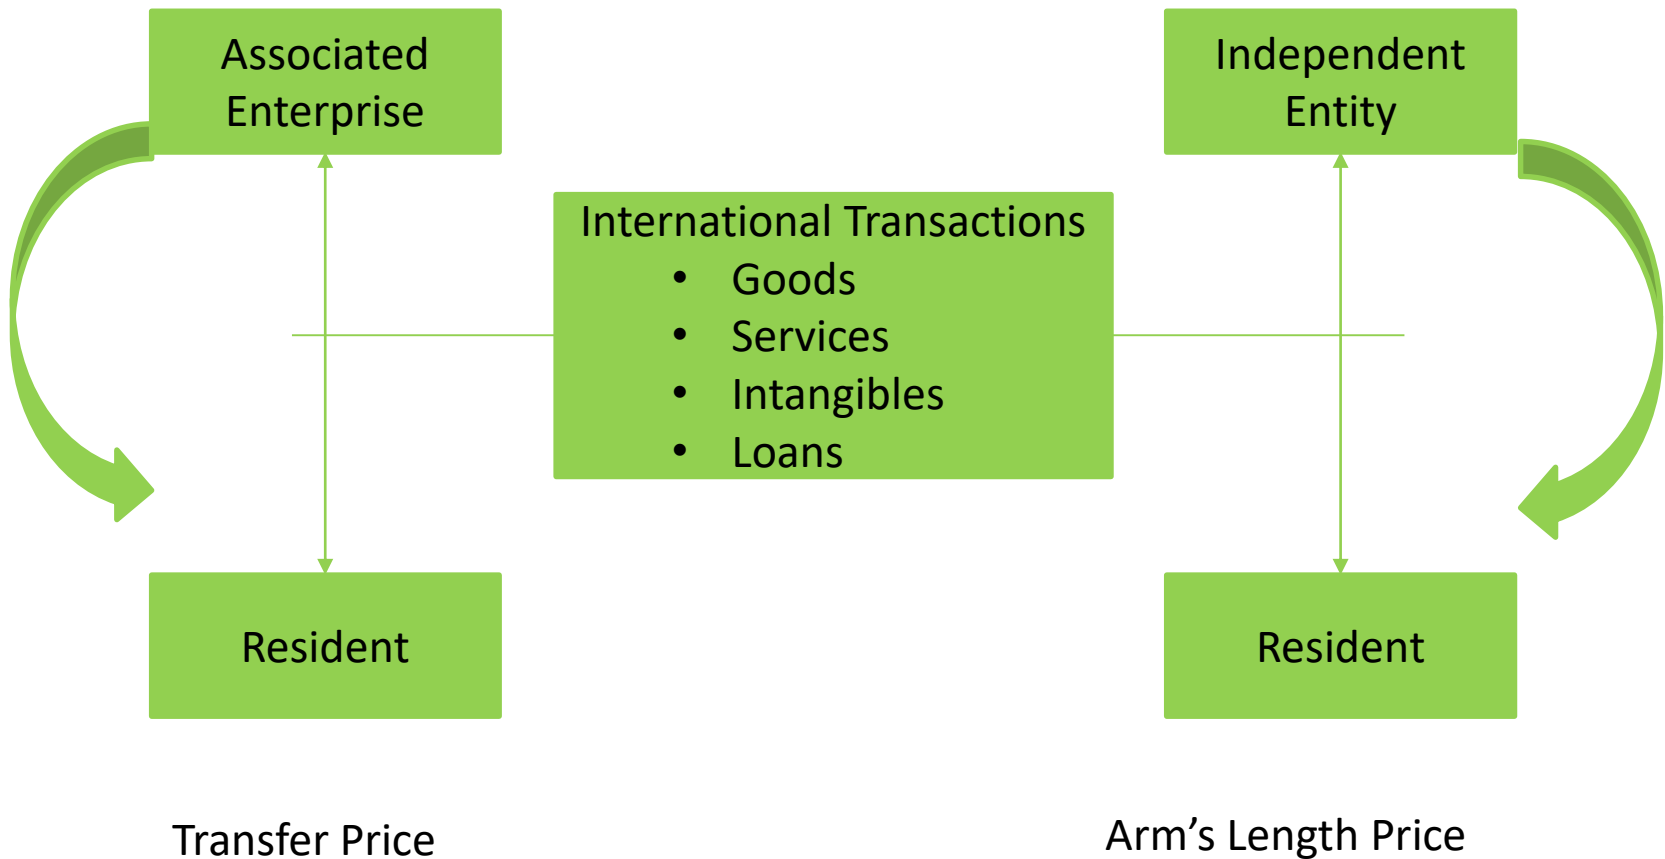 Associated
Enterprise
Independent
Entity
International Transactions
• Goods
• Services
• Intangibles
• Loans
Resident
Resident
Transfer Price
Arm’s Length Price